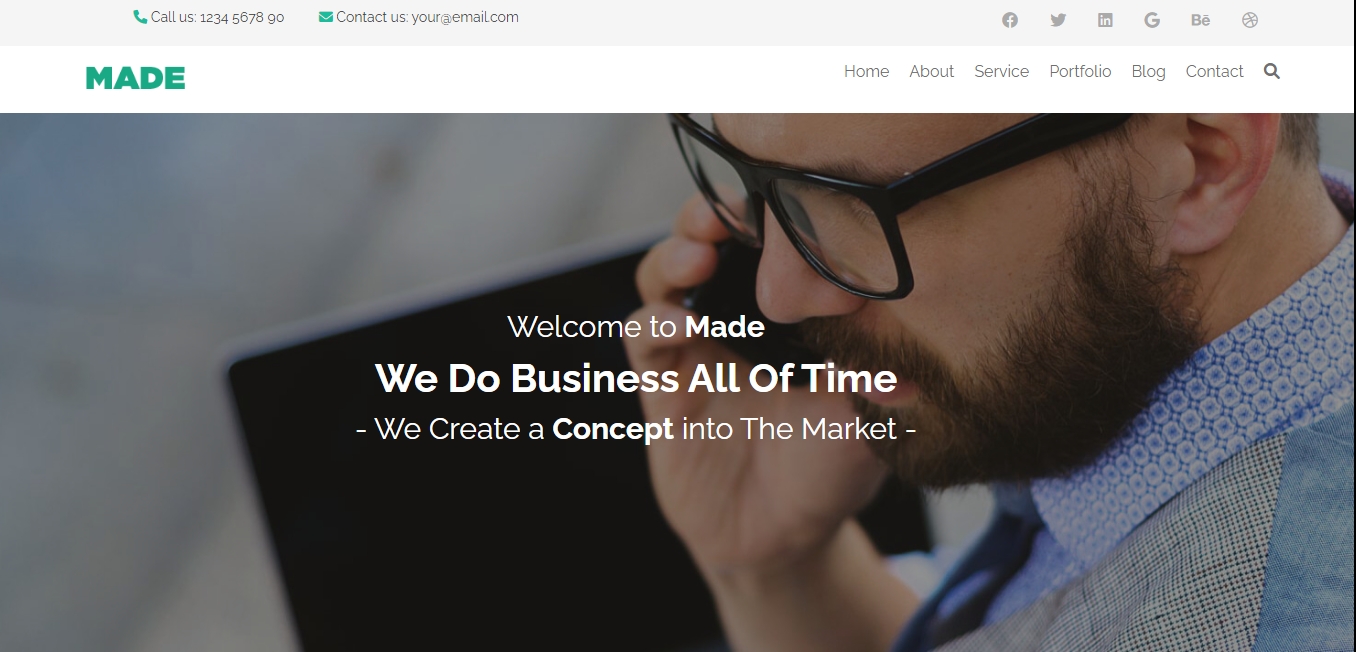 Call us: 1234 5678 90 Contact us: your@email.com
MADE Home About Service Portfolio Blog Contact
Welcome to Made
We Do Business All Of Time
- We Create a Concept into The Market -